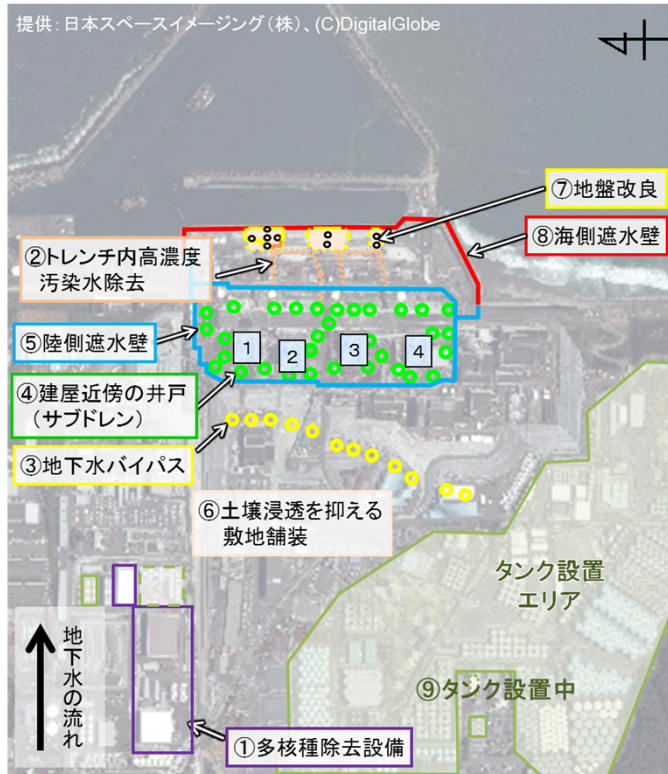 提供：日本スペースイメージング（株）、(C)DigitalGlobe
⑦地盤改良
②トレンチ内高濃度
汚染水除去
⑧海側遮水壁
⑤陸側遮水壁
1
2
3
4
④建屋近傍の井戸
（サブドレン）
③地下水バイパス
⑥土壌浸透を抑える
敷地舗装
タンク設置
エリア
地下水の流れ
⑨タンク設置中
①多核種除去設備